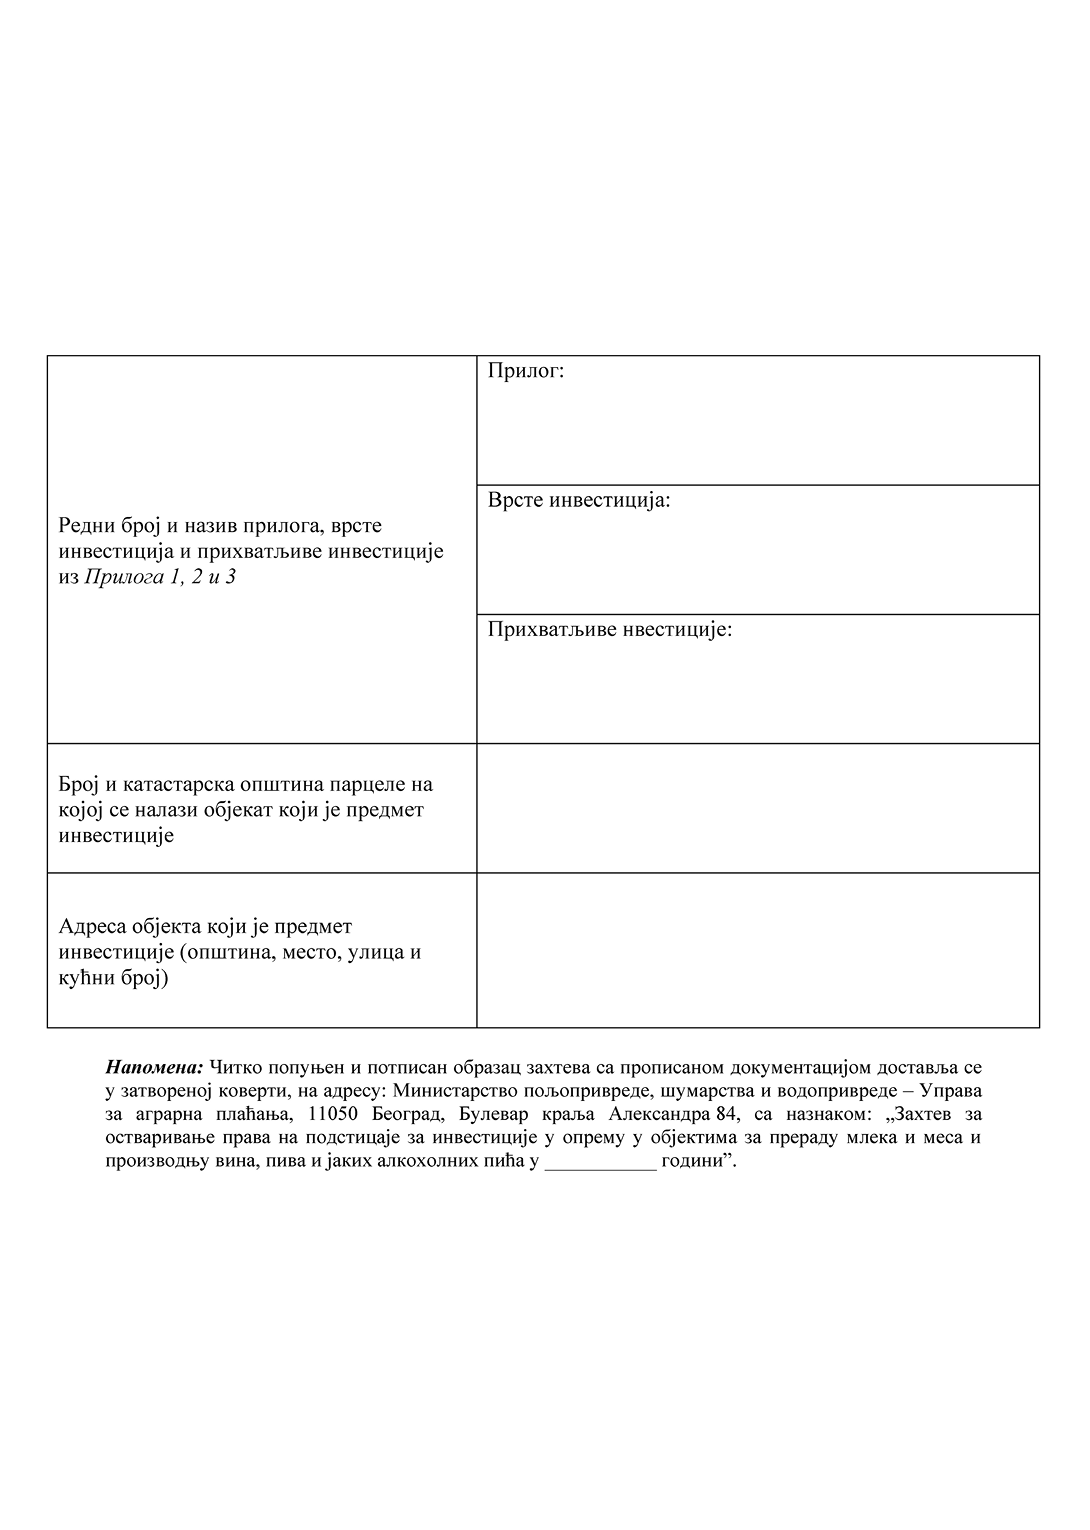 Прилог:
Врсте инвестиција:
Редни број и назив прилога, врсте
инвестиција и прихватљиве инвестиције
из Прилога 1, 2 и 3
Прихватљиве нвестиције:
Број и катастарска општина парцеле на
којој се налази објекат који је предмет
инвестиције
Адреса објекта који је предмет
инвестиције (општина, место, улица и
кућни број)
Напомена: Читко попуњен и потписан образац захтева са прописаном документацијом доставља се
у затвореној коверти, на адресу: Министарство пољопривреде, шумарства и водопривреде – Управа
за аграрна плаћања, 11050 Београд, Булевар краља Александра 84, са назнаком: „Захтев за
остваривање права на подстицаје за инвестиције у опрему у објектима за прераду млека и меса и
производњу вина, пива и јаких алкохолних пића у ___________ години”.